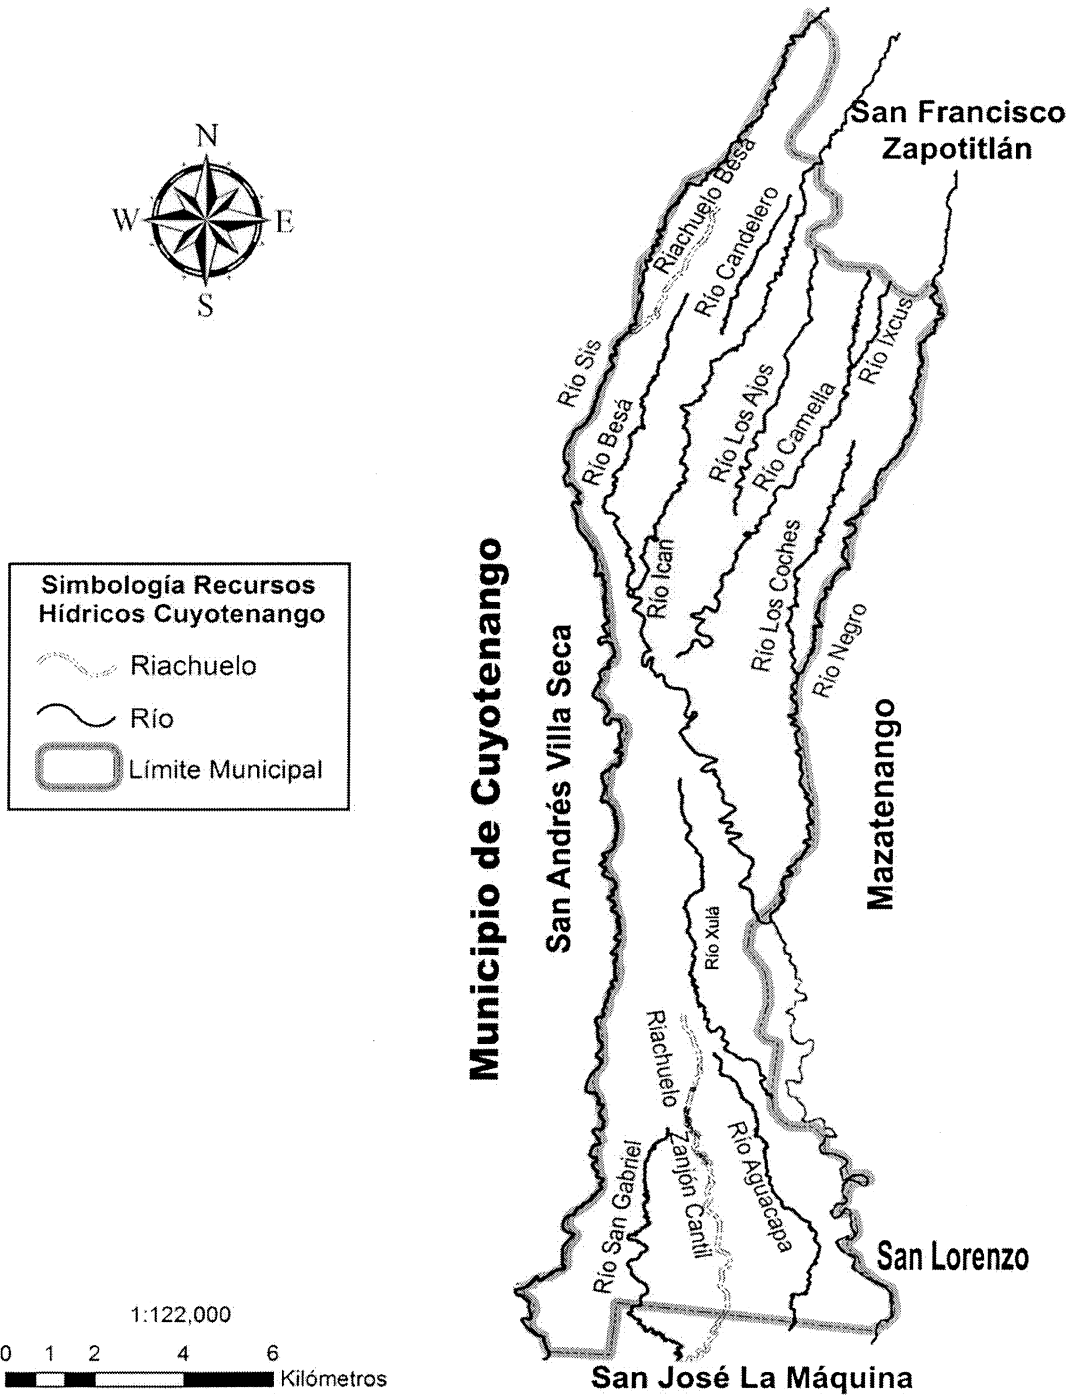 San Francisco
Zapotitlán
N
W
E
S
Riachuelo Besá
Río Candelero
Río Ixcus
Río Sis
Río Besá
Río Los Ajos
Río Camella
Río Ican
Río Los Coches
Río Negro
Municipio de Cuyotenango
San Andrés Villa Seca
Mazatenango
Simbología Recursos
Hídricos Cuyotenango
Riachuelo
Río
Límite Municipal
Río Xulá
Riachuelo
Zanjón Cantil
Río San Gabriel
Río Aguacapa
San Lorenzo
1:122,000
0 1 2 4 6
Kilómetros
San José La Máquina